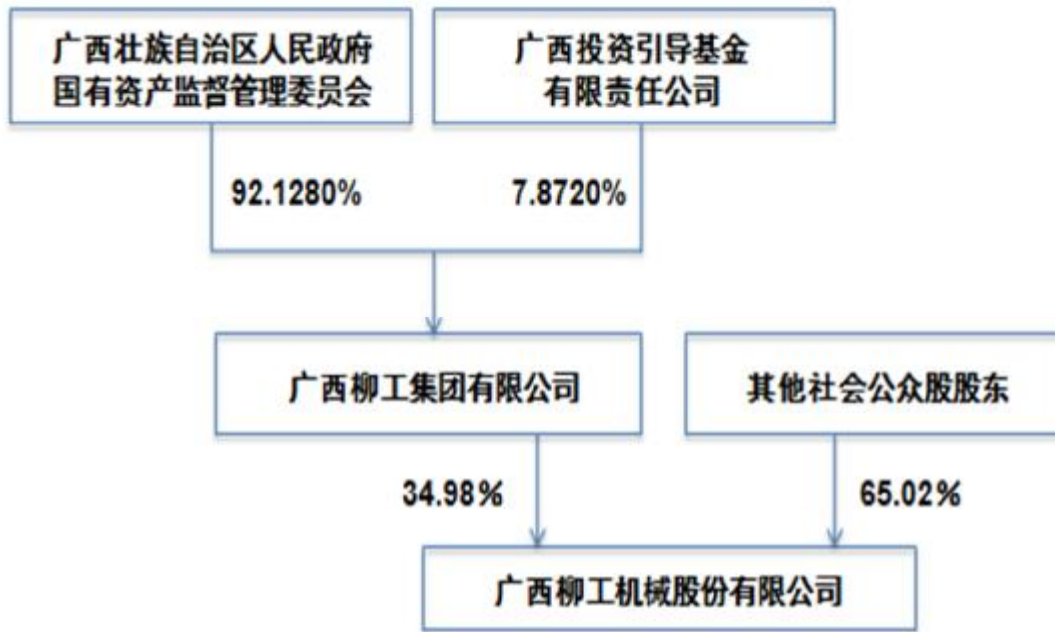 广西壮族自治区人民政府
国有资产监督管理委员会
广西投资引导基金
有限责任公司
92.1280%
7.8720%
广西柳工集团有限公司
其他社会公众股股东
34.98%
65.02%
广西柳工机械股份有限公司